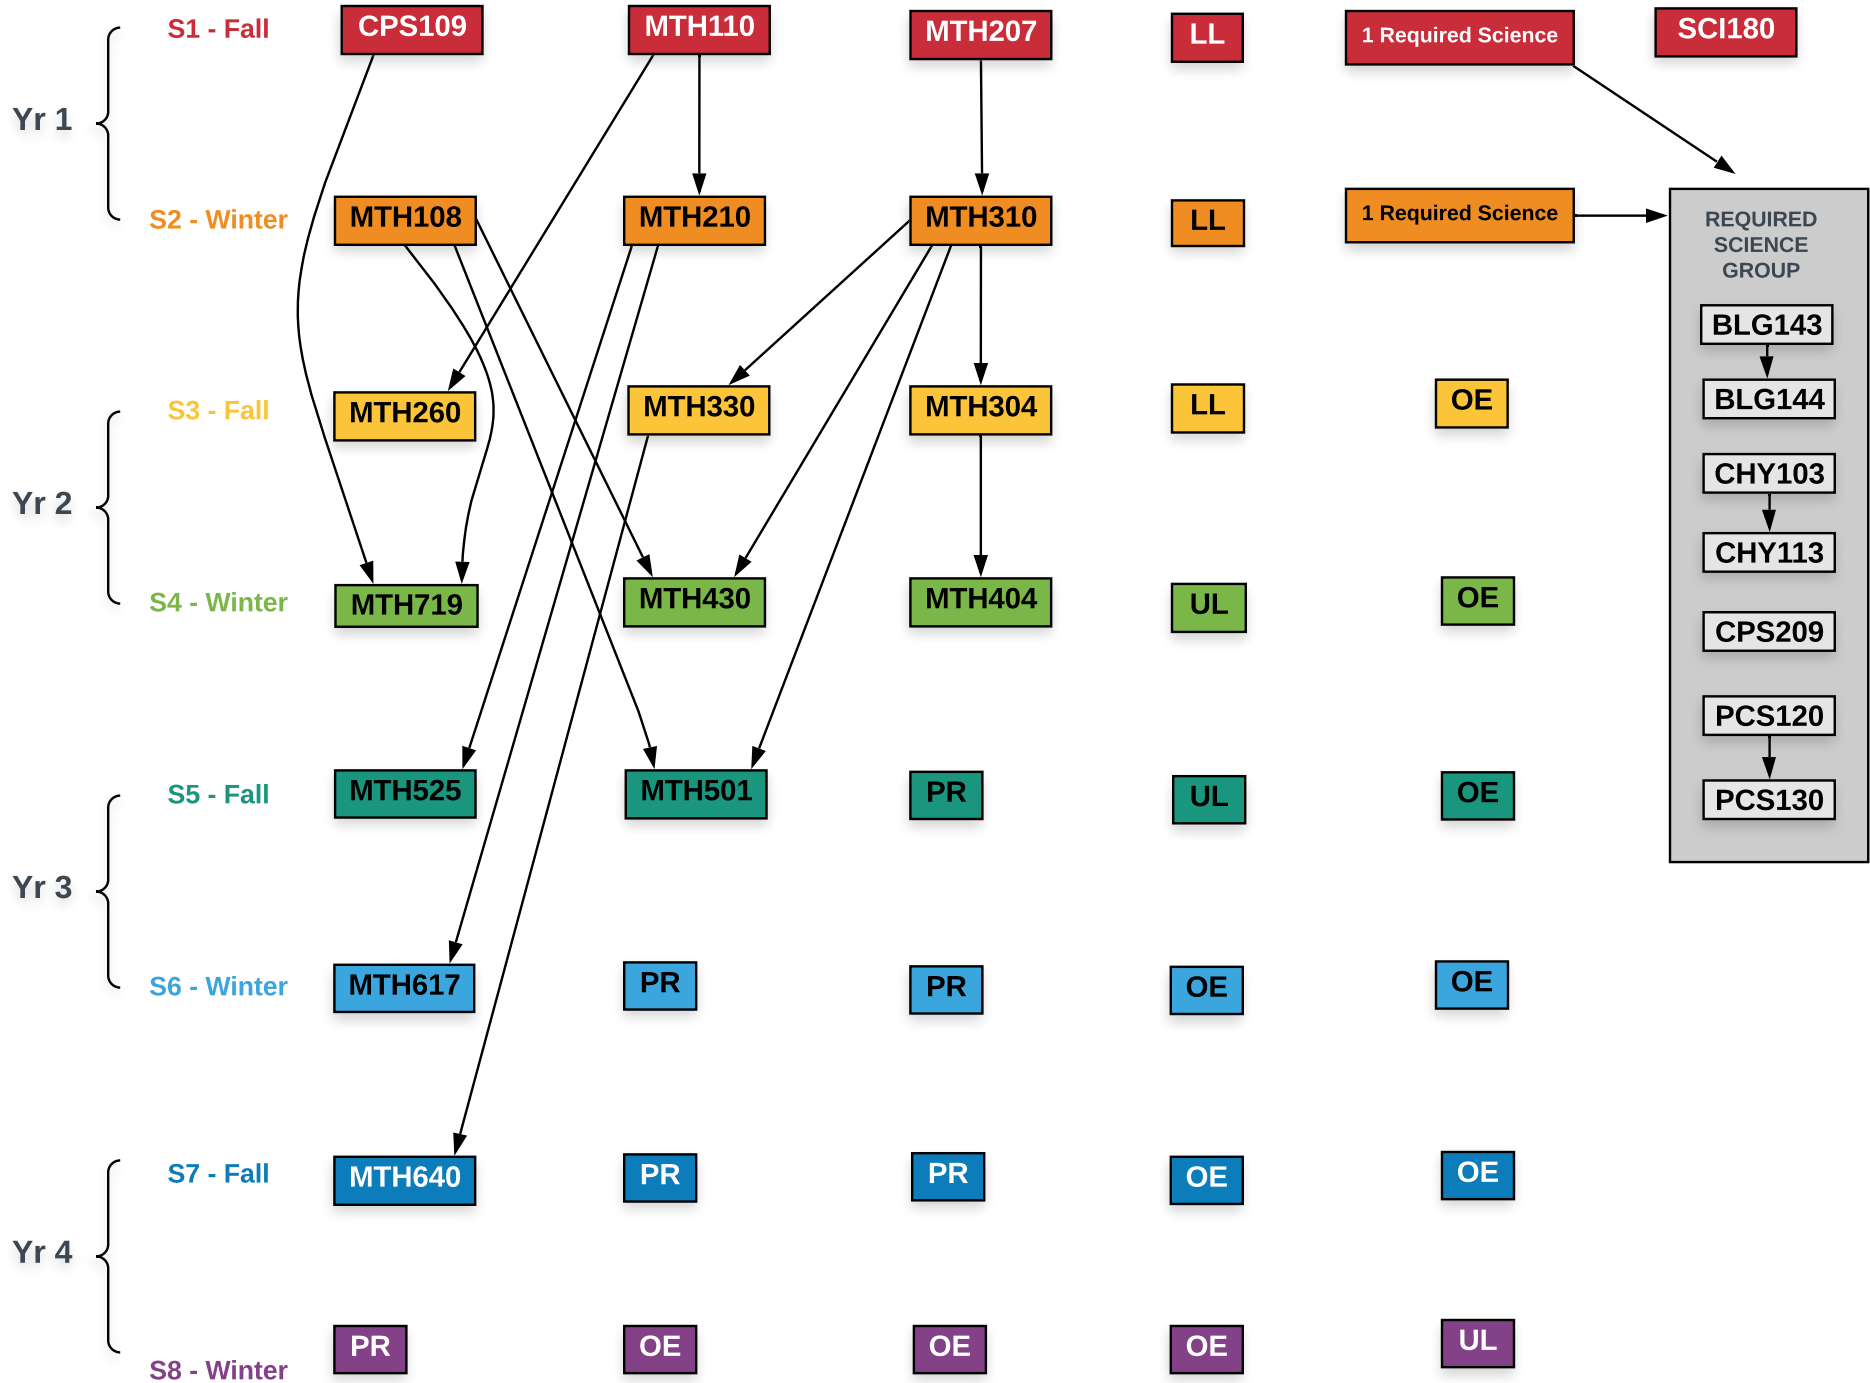 S1 - Fall
CPS109
MTH110
MTH207
LL
1 Required Science
SCI180
Yr 1
S2 - Winter
MTH108
MTH210
MTH310
LL
1 Required Science
REQUIRED
SCIENCE
GROUP
BLG143
BLG144
CHY103
CHY113
CPS209
PCS120
PCS130
S3 - Fall
MTH260
MTH330
MTH304
LL
OE
Yr 2
S4 - Winter
MTH719
MTH430
MTH404
UL
OE
S5 - Fall
MTH525
MTH501
PR
UL
OE
Yr 3
S6 - Winter
MTH617
PR
PR
OE
OE
S7 - Fall
MTH640
PR
PR
OE
OE
Yr 4
S8 - Winter
PR
OE
OE
OE
UL